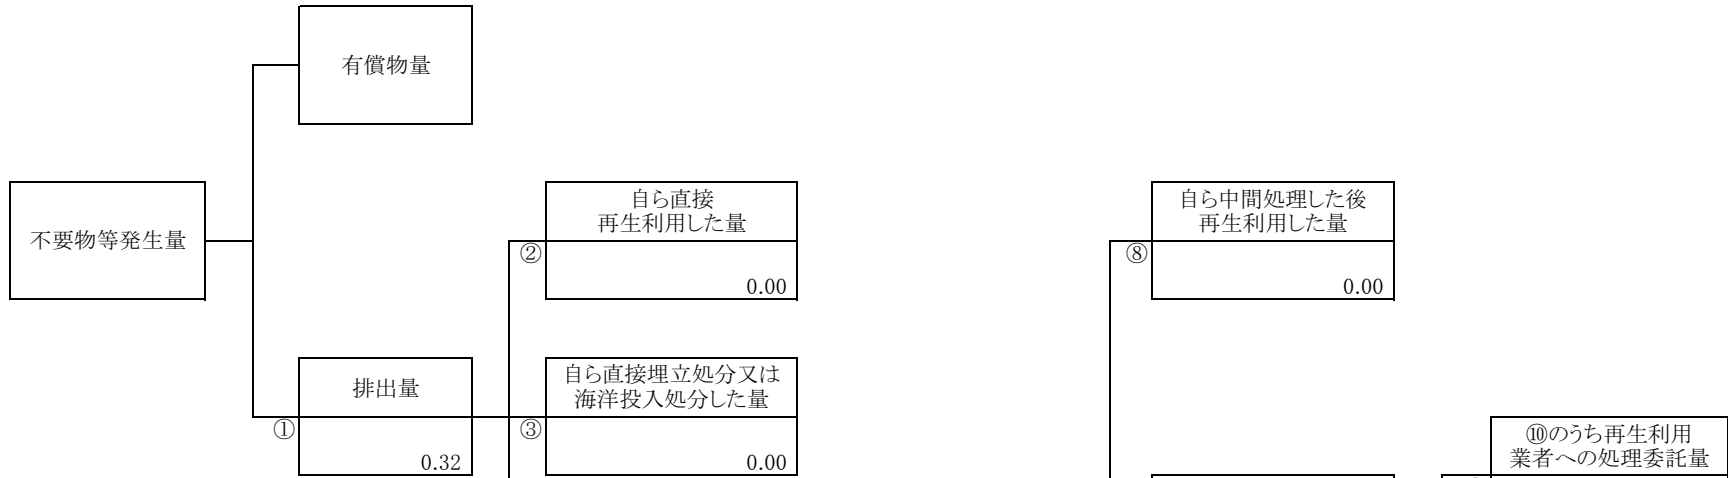 有償物量
不要物等発生量
自ら直接
再生利用した量
②
0.00
自ら中間処理した後
再生利用した量
⑧
0.00
排出量
①
0.32
自ら直接埋立処分又は
海洋投入処分した量
③
0.00
⑩のうち再生利用
業者への処理委託量